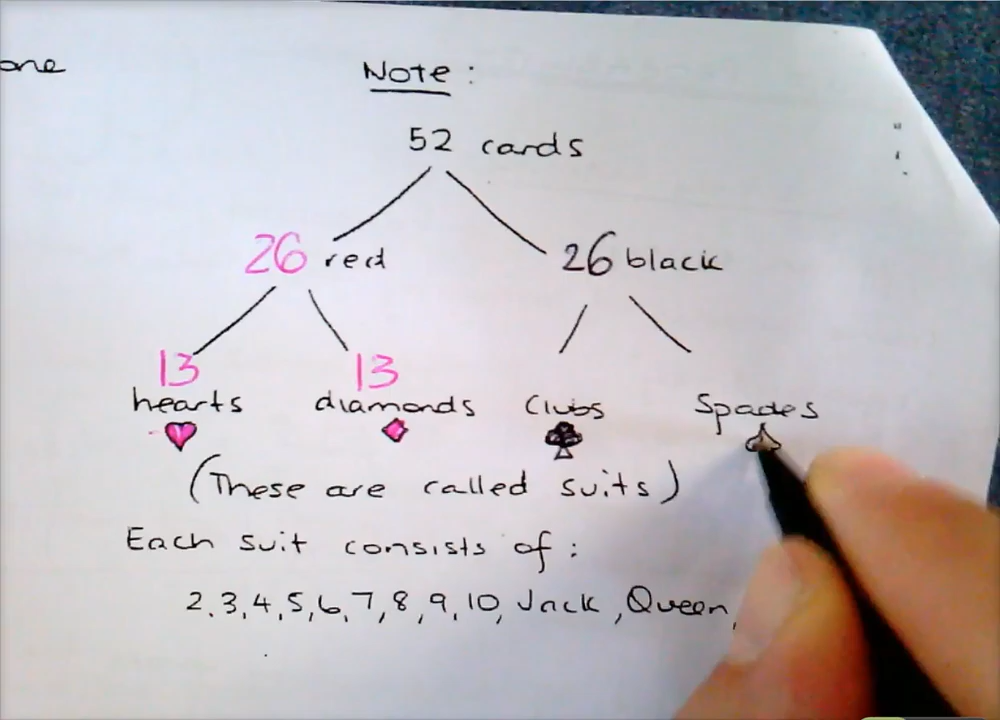 one
Note :
52 cards
26 red
26 black
13
13
hearts
diamonds
Clubs
Spades
(These are called suits)
Each suit consists of :
2,3,4,5,6,7,8,9,10, Jack, Queen,